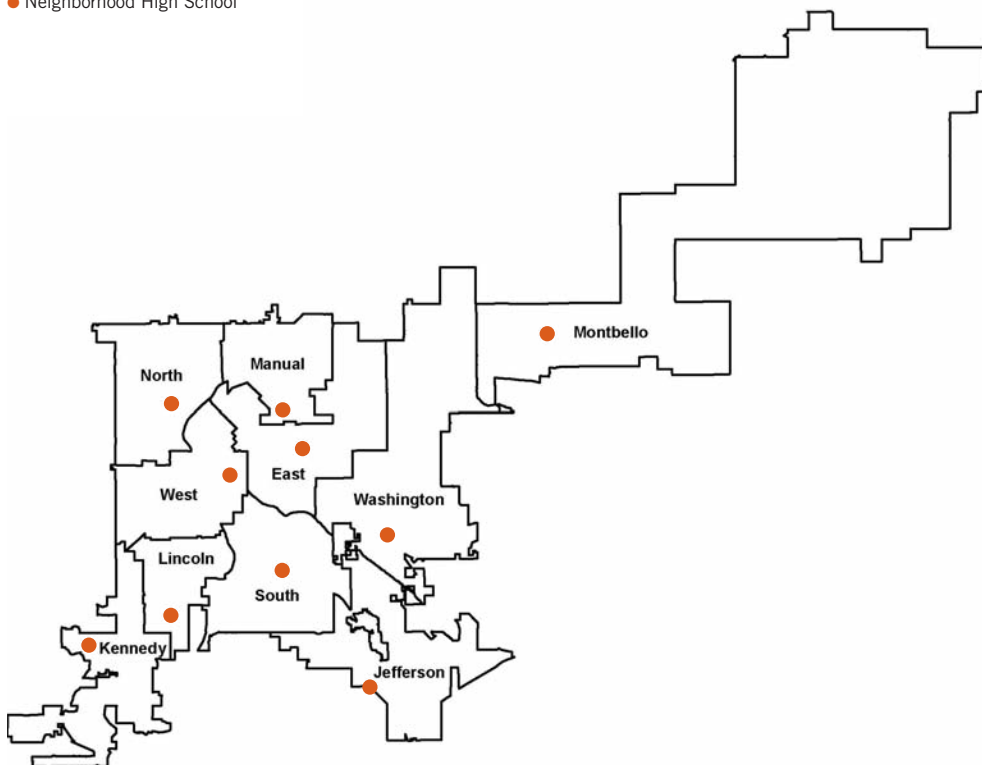 Neighborhood High School
Montbello
Manual
North
East
West
Washington
Lincoln
South
Kennedy
Jefferson